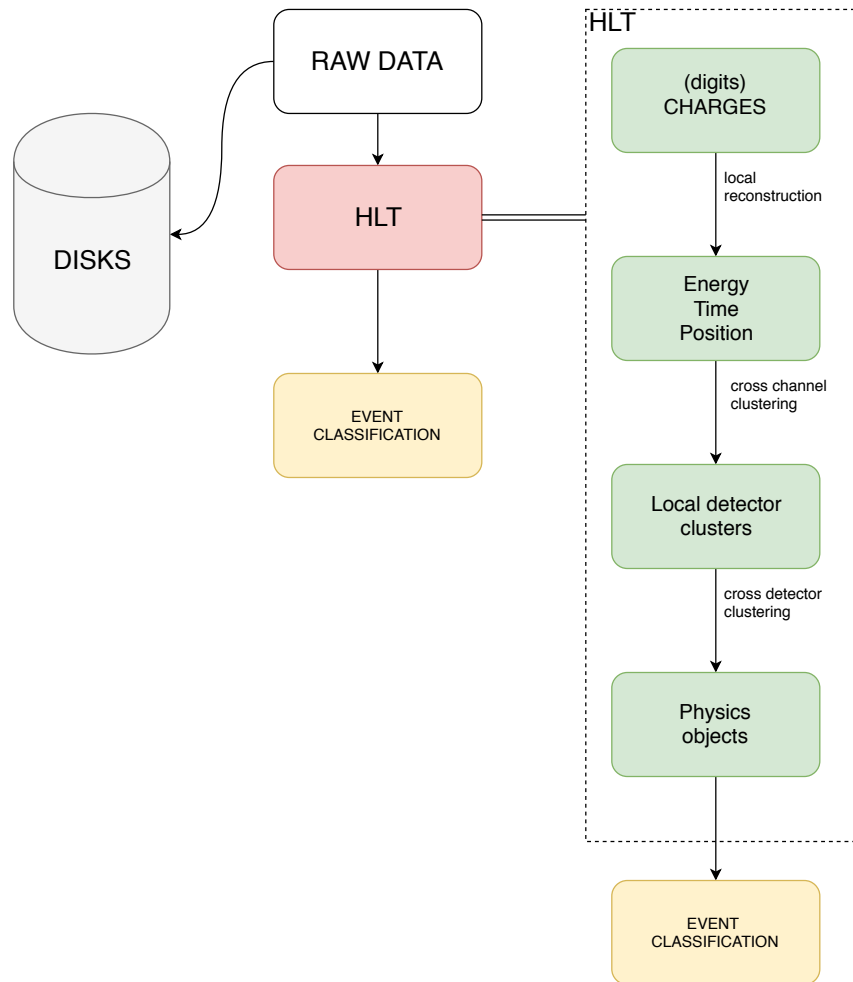 RAW DATA
DISKS
HLT
EVENT
CLASSIFICATION
HLT
(digits)
CHARGES
local
reconstruction
Energy
Time
Position
cross channel
clustering
Local detector
clusters
cross detector
clustering
Physics
objects
EVENT
CLASSIFICATION